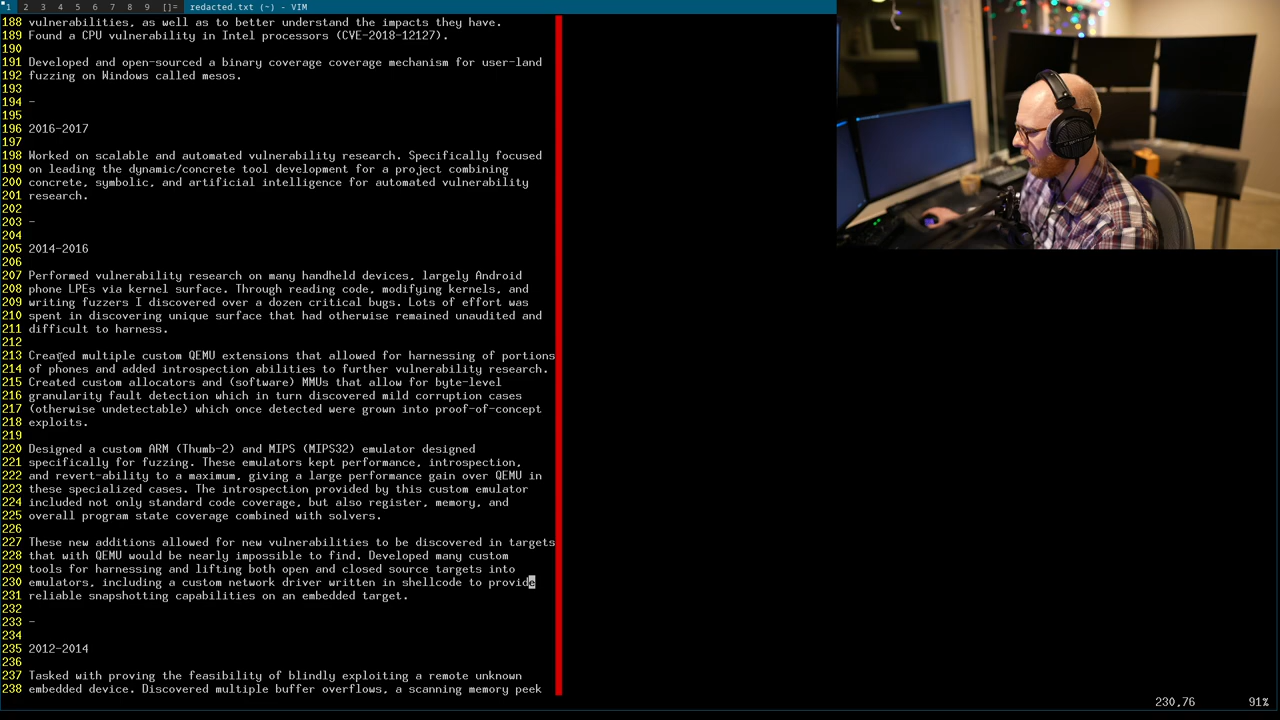 1 2 3 4 5 6 7 8 9 []= redacted.txt (~) - VIM
188 vulnerabilities, as well as to better understand the impacts they have.
189 Found a CPU vulnerability in Intel processors (CVE-2018-12127).
190
191 Developed and open-sourced a binary coverage coverage mechanism for user-land
192 fuzzing on Windows called mesos.
193
194 -
195
196 2016-2017
197
198 Worked on scalable and automated vulnerability research. Specifically focused
199 on leading the dynamic/concrete tool development for a project combining
200 concrete, symbolic, and artificial intelligence for automated vulnerability
201 research.
202
203 -
204
205 2014-2016
206
207 Performed vulnerability research on many handheld devices, largely Android
208 phone LPEs via kernel surface. Through reading code, modifying kernels, and
209 writing fuzzers I discovered over a dozen critical bugs. Lots of effort was
210 spent in discovering unique surface that had otherwise remained unaudited and
211 difficult to harness.
212
213 Created multiple custom QEMU extensions that allowed for harnessing of portions
214 of phones and added introspection abilities to further vulnerability research.
215 Created custom allocators and (software) MMUs that allow for byte-level
216 granularity fault detection which in turn discovered mild corruption cases
217 (otherwise undetectable) which once detected were grown into proof-of-concept
218 exploits.
219
220 Designed a custom ARM (Thumb-2) and MIPS (MIPS32) emulator designed
221 specifically for fuzzing. These emulators kept performance, introspection,
222 and revert-ability to a maximum, giving a large performance gain over QEMU in
223 these specialized cases. The introspection provided by this custom emulator
224 included not only standard code coverage, but also register, memory, and
225 overall program state coverage combined with solvers.
226
227 These new additions allowed for new vulnerabilities to be discovered in targets
228 that with QEMU would be nearly impossible to find. Developed many custom
229 tools for harnessing and lifting both open and closed source targets into
230 emulators, including a custom network driver written in shellcode to provide
231 reliable snapshotting capabilities on an embedded target.
232
233 -
234
235 2012-2014
236
237 Tasked with proving the feasibility of blindly exploiting a remote unknown
238 embedded device. Discovered multiple buffer overflows, a scanning memory peek
230,76 91%